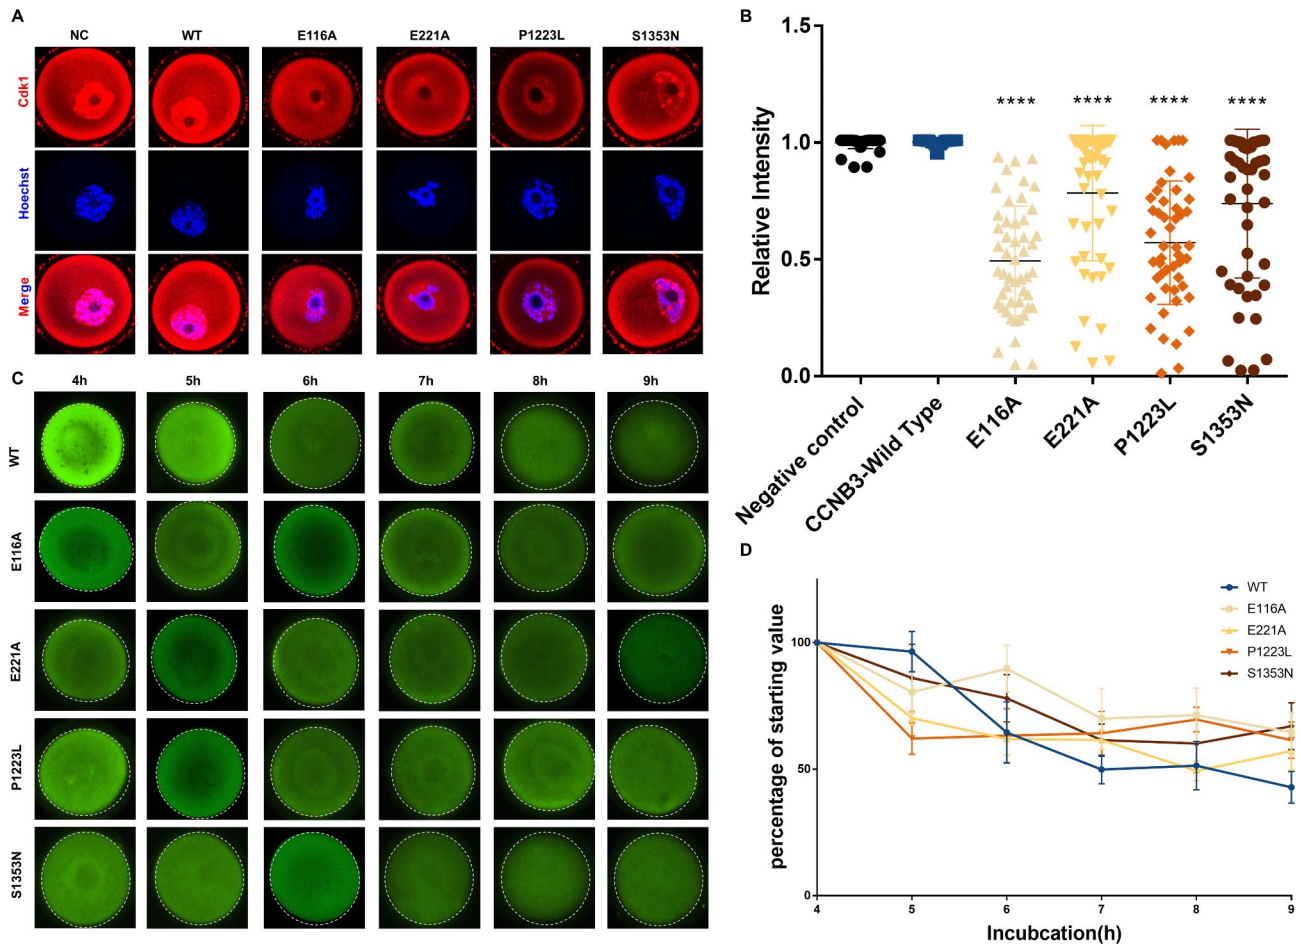 A
NC WT E116A E221A P1223L S1353N
Cdk1
Hoechst
Merge
B
1.5
1.0
0.5
0.0
Relative Intensity
**** **** **** ****
Negative control
CCNB3-Wild Type
E116A
E221A
P1223L
S1353N
C
4h 5h 6h 7h 8h 9h
WT
E116A
E221A
P1223L
S1353N
D
percentage of starting value
100
50
0
4 5 6 7 8 9
Incubcation(h)
WT
E116A
E221A
P1223L
S1353N